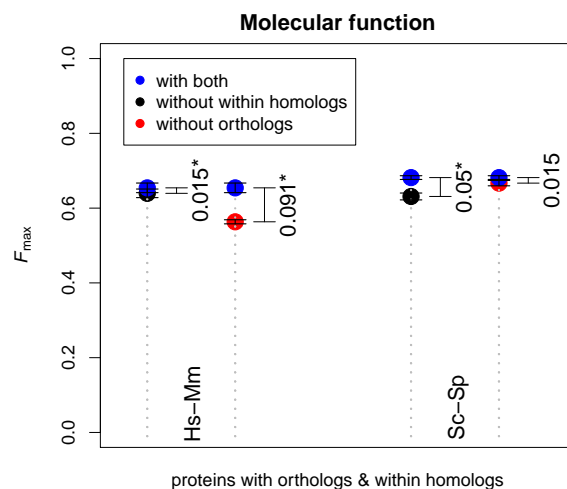 Molecular function
1.0
0.8
0.6
0.4
0.2
0.0
Fmax
with both
without within homologs
without orthologs
0.015*
0.091*
0.05*
0.015
Hs−Mm
Sc−Sp
proteins with orthologs & within homologs